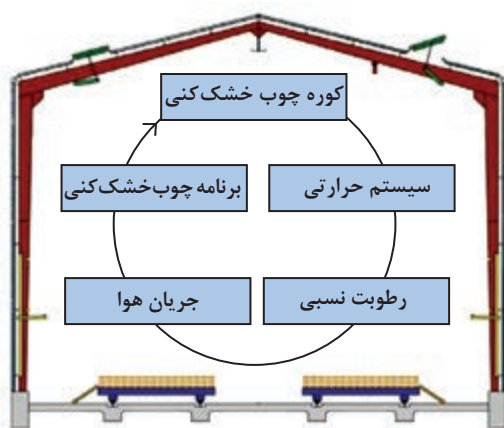 کوره چوب خشک‌کنی
سیستم حرارتی
رطوبت نسبی
جریان هوا
برنامه چوب‌خشک‌کنی